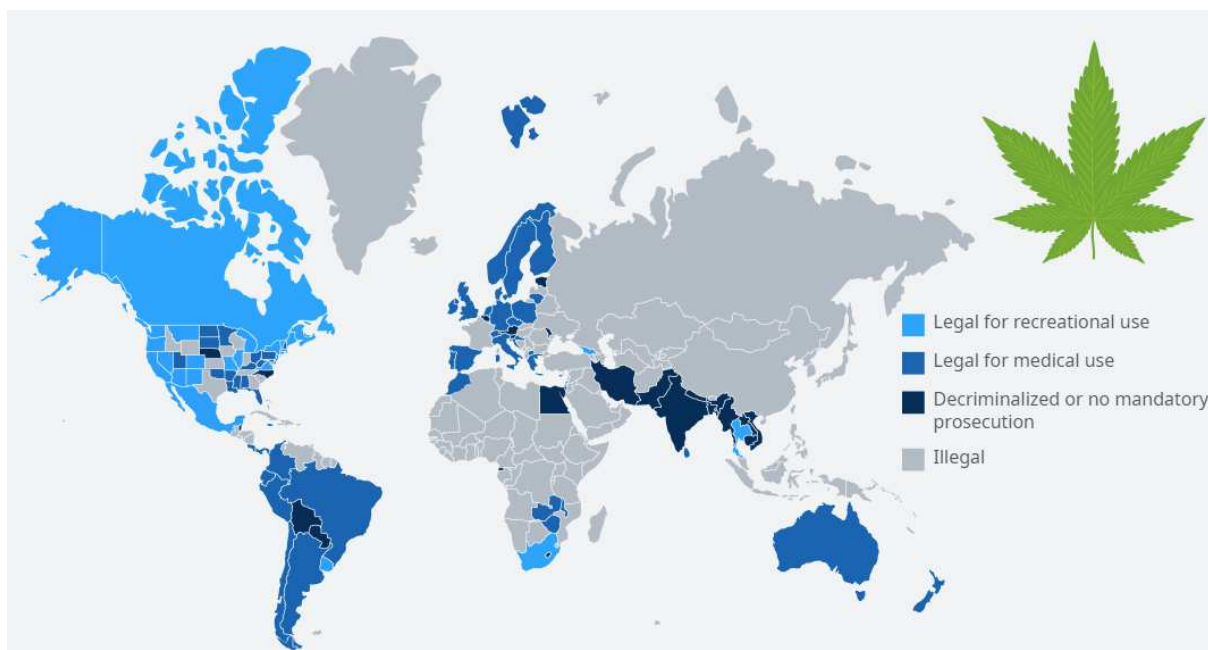 Legal for recreational use
Legal for medical use
Decriminalized or no mandatory
prosecution
Illegal